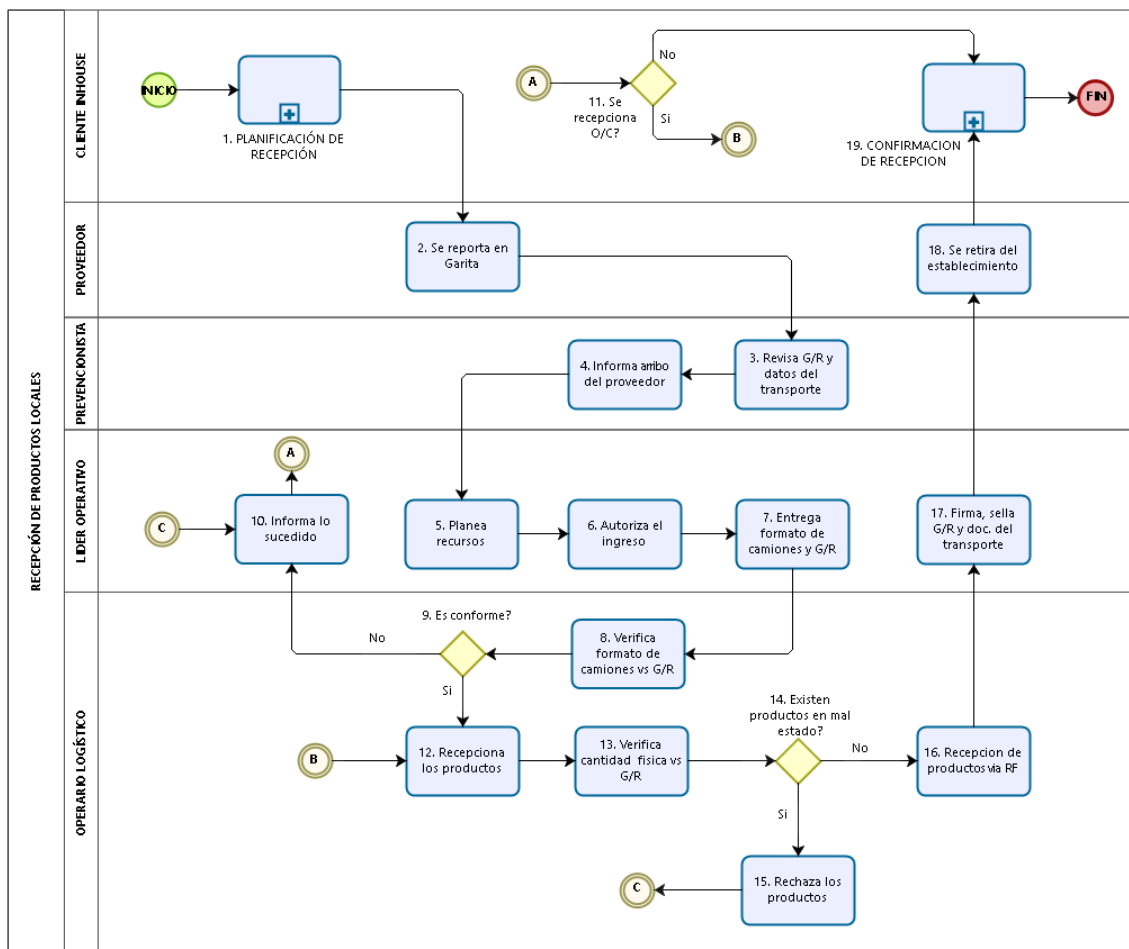 RECEPCIÓN DE PRODUCTOS LOCALES
CLIENTE INHOUSE
INICIO
1. PLANIFICACIÓN DE
RECEPCIÓN
A
11. Se
recepciona
O/C?
No
Si
B
19. CONFIRMACION
DE RECEPCION
FIN
PROVEEDOR
2. Se reporta en
Garita
18. Se retira del
establecimiento
PREVENCIONISTA
4. Informa arribo
del proveedor
3. Revisa G/R y
datos del
transporte
LIDER OPERATIVO
A
C
10. Informa lo
sucedido
5. Planea
recursos
6. Autoriza el
ingreso
7. Entrega
formato de
camiones y G/R
17. Firma, sella
G/R y doc. del
transporte
OPERARIO LOGÍSTICO
9. Es conforme?
No
Si
8. Verifica
formato de
camiones vs G/R
B
12. Recepciona
los productos
13. Verifica
cantidad fisica vs
G/R
14. Existen
productos en mal
estado?
No
Si
16. Recepcion de
productos via RF
C
15. Rechaza los
productos